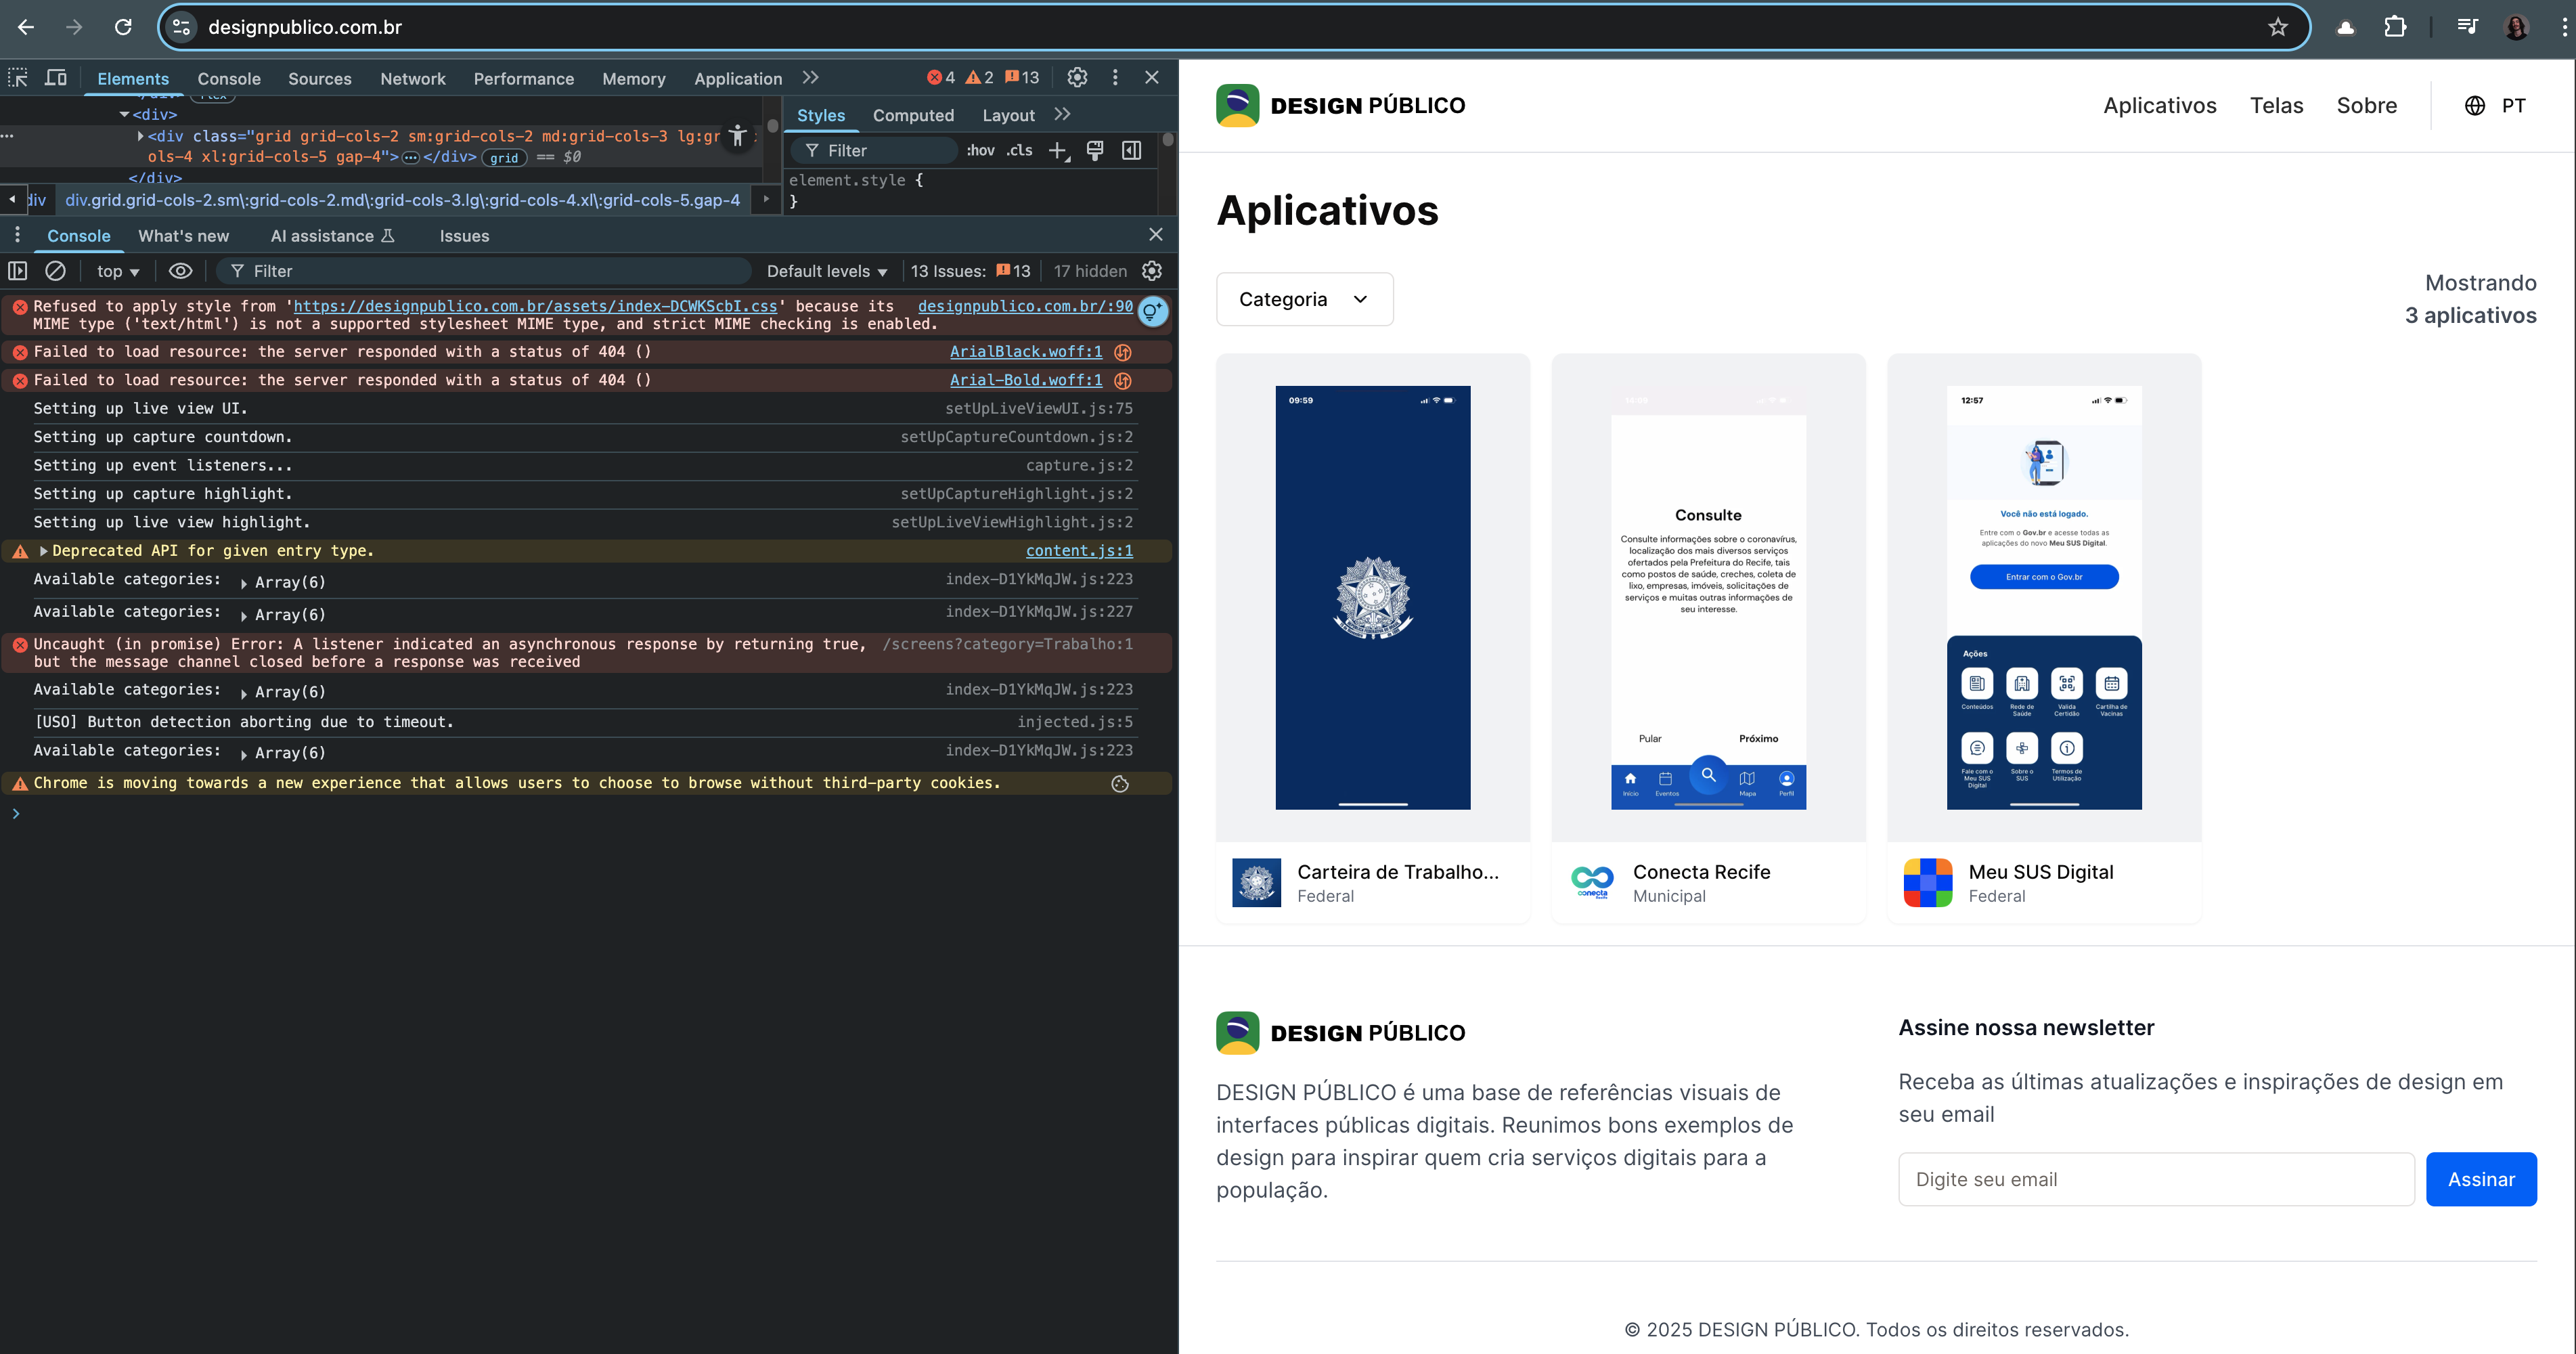 designpublico.com.br
Elements Console Sources Network Performance Memory Application 4 2 13
flex
<div>
<div class="grid grid-cols-2 sm:grid-cols-2 md:grid-cols-3 lg:gr
ols-4 xl:grid-cols-5 gap-4"> </div> grid == $0
</div>
div div.grid.grid-cols-2.sm\:grid-cols-2.md\:grid-cols-3.lg\:grid-cols-4.xl\:grid-cols-5.gap-4
Styles Computed Layout
Filter :hov .cls
element.style {
}
Console What's new AI assistance Issues
top Filter Default levels 13 Issues: 13 17 hidden
Refused to apply style from 'https://designpublico.com.br/assets/index-DCWKScbI.css' because its designpublico.com.br/:90
MIME type ('text/html') is not a supported stylesheet MIME type, and strict MIME checking is enabled.
Failed to load resource: the server responded with a status of 404 () ArialBlack.woff:1
Failed to load resource: the server responded with a status of 404 () Arial-Bold.woff:1
Setting up live view UI. setUpLiveViewUI.js:75
Setting up capture countdown. setUpCaptureCountdown.js:2
Setting up event listeners... capture.js:2
Setting up capture highlight. setUpCaptureHighlight.js:2
Setting up live view highlight. setUpLiveViewHighlight.js:2
Deprecated API for given entry type. content.js:1
Available categories: Array(6) index-D1YkMqJW.js:223
Available categories: Array(6) index-D1YkMqJW.js:227
Uncaught (in promise) Error: A listener indicated an asynchronous response by returning true, /screens?category=Trabalho:1
but the message channel closed before a response was received
Available categories: Array(6) index-D1YkMqJW.js:223
[USO] Button detection aborting due to timeout. injected.js:5
Available categories: Array(6) index-D1YkMqJW.js:223
Chrome is moving towards a new experience that allows users to choose to browse without third-party cookies.
DESIGN PÚBLICO
Aplicativos Telas Sobre PT
Aplicativos
Categoria
Mostrando
3 aplicativos
09:59
Carteira de Trabalho...
Federal
Consulte
Consulte informações sobre o coronavírus,
localização dos mais diversos serviços
ofertados pela Prefeitura do Recife, tais
como postos de saúde, creches, coleta de
lixo, empresas, imóveis, solicitações de
serviços e muitas outras informações de
seu interesse.
Pular Próximo
Início Eventos Mapa Perfil
conecta
Conecta Recife
Municipal
12:57
Você não está logado.
Entre com o Gov.br e acesse todas as
aplicações do novo Meu SUS Digital.
Entrar com o Gov.br
Ações
Conteúdos Rede de Saúde Valida Certidão Cartilha de Vacinas
Fale com o Meu SUS Digital Sobre o SUS Termos de Utilização
Meu SUS Digital
Federal
DESIGN PÚBLICO
DESIGN PÚBLICO é uma base de referências visuais de
interfaces públicas digitais. Reunimos bons exemplos de
design para inspirar quem cria serviços digitais para a
população.
Assine nossa newsletter
Receba as últimas atualizações e inspirações de design em
seu email
Digite seu email Assinar
© 2025 DESIGN PÚBLICO. Todos os direitos reservados.